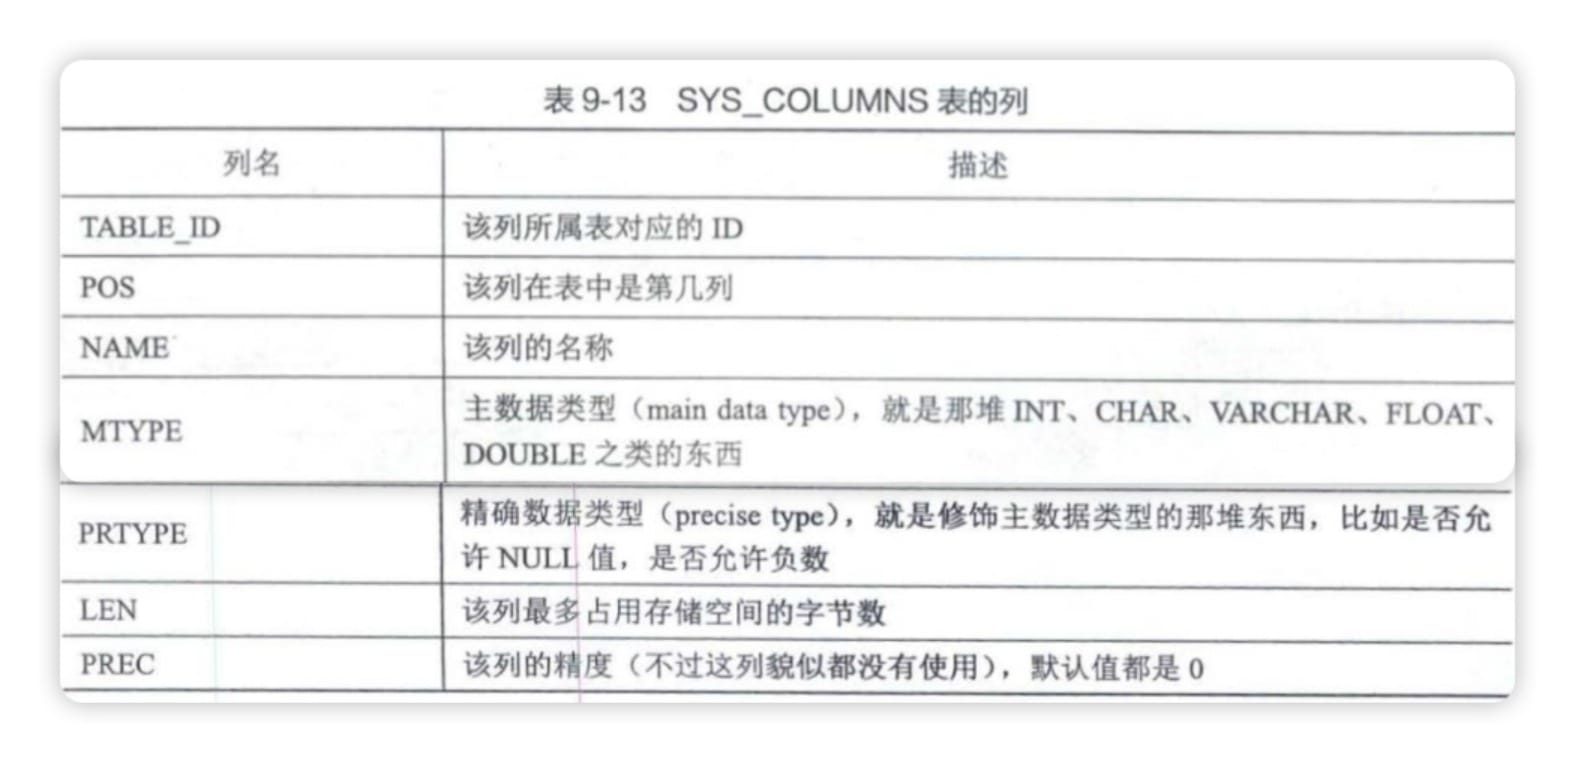 表 9-13 SYS_COLUMNS 表的列
列名 描述
TABLE_ID 该列所属表对应的 ID
POS 该列在表中是第几列
NAME 该列的名称
MTYPE 主数据类型（main data type），就是那堆 INT、CHAR、VARCHAR、FLOAT、
DOUBLE 之类的东西
PRTYPE 精确数据类型（precise type），就是修饰主数据类型的那堆东西，比如是否允
许 NULL 值，是否允许负数
LEN 该列最多占用存储空间的字节数
PREC 该列的精度（不过这列貌似都没有使用），默认值都是 0